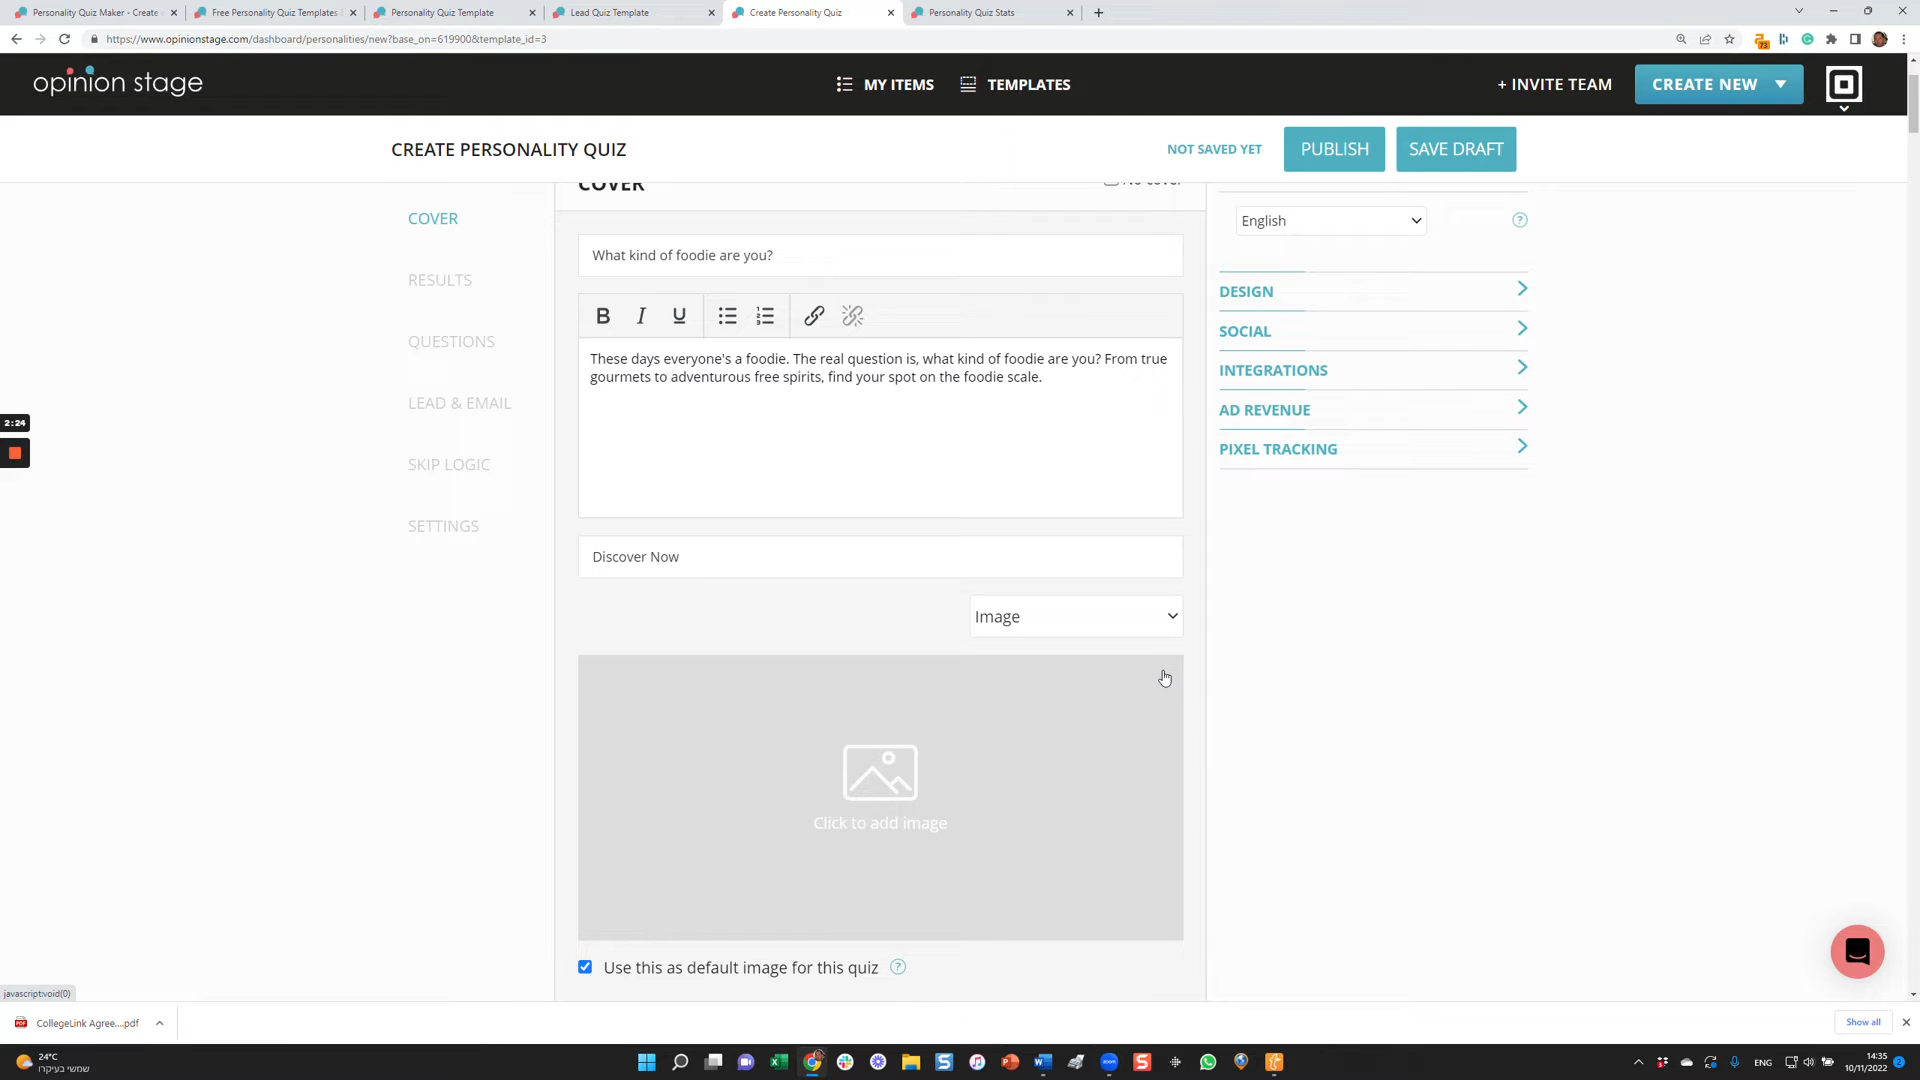 Personality Quiz Maker - Create
Free Personality Quiz Templates
Personality Quiz Template
Lead Quiz Template
Create Personality Quiz
Personality Quiz Stats
https://www.opinionstage.com/dashboard/personalities/new?base_on=619900&template_id=3
73
opinion stage
MY ITEMS
TEMPLATES
+ INVITE TEAM
CREATE NEW
CREATE PERSONALITY QUIZ
NOT SAVED YET
PUBLISH
SAVE DRAFT
COVER
RESULTS
QUESTIONS
LEAD & EMAIL
SKIP LOGIC
SETTINGS
2:24
COVER
No cover
What kind of foodie are you?
B I U
These days everyone's a foodie. The real question is, what kind of foodie are you? From true
gourmets to adventurous free spirits, find your spot on the foodie scale.
Discover Now
Image
Click to add image
Use this as default image for this quiz
English
DESIGN
SOCIAL
INTEGRATIONS
AD REVENUE
PIXEL TRACKING
javascript:void(0)
CollegeLink Agree....pdf
Show all
24°C
שמשי בעיקרו
ENG
14:35
10/11/2022
2